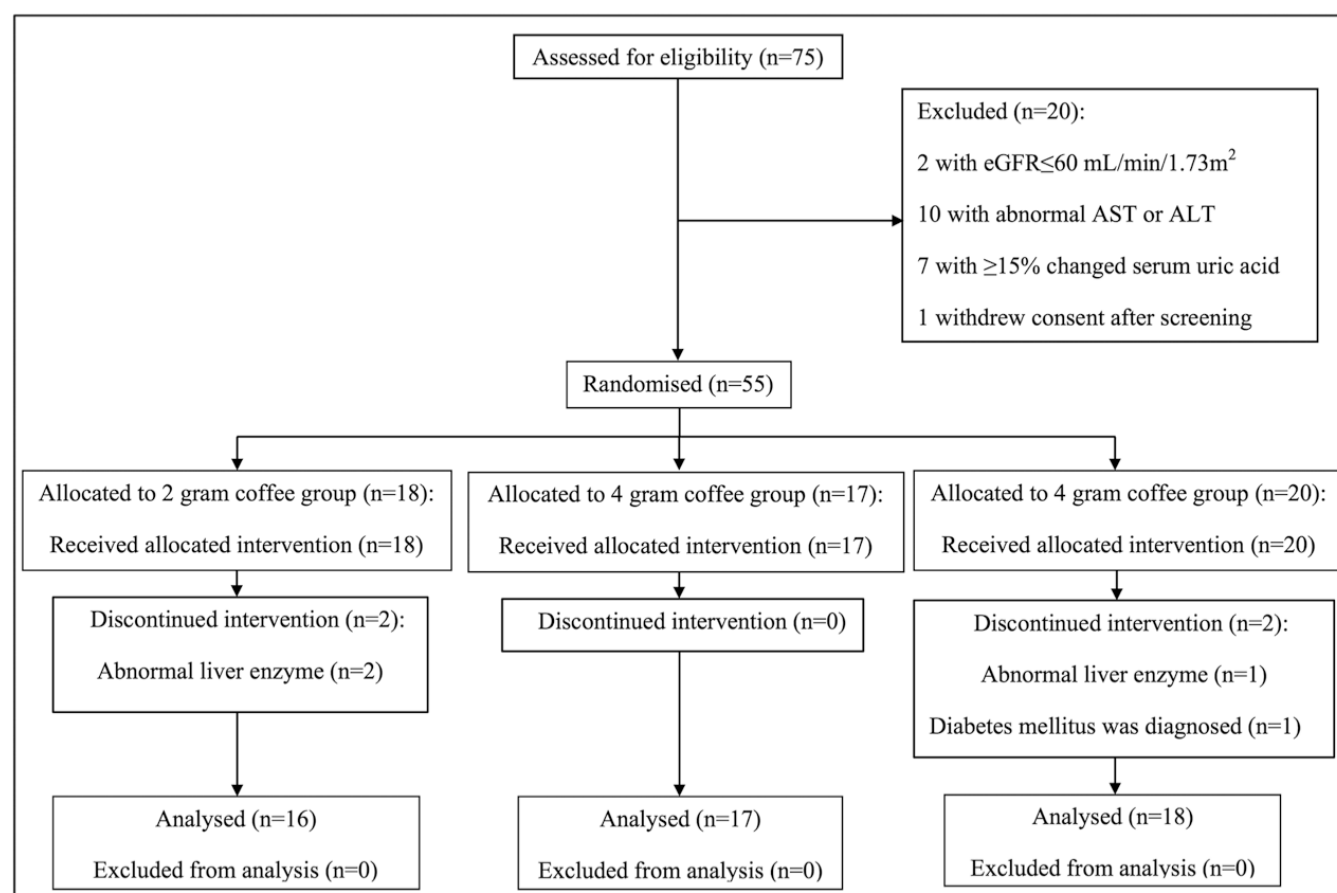 Assessed for eligibility (n=75)
Excluded (n=20):
2 with eGFR≤60 mL/min/1.73m²
10 with abnormal AST or ALT
7 with ≥15% changed serum uric acid
1 withdrew consent after screening
Randomised (n=55)
Allocated to 2 gram coffee group (n=18):
Received allocated intervention (n=18)
Allocated to 4 gram coffee group (n=17):
Received allocated intervention (n=17)
Allocated to 4 gram coffee group (n=20):
Received allocated intervention (n=20)
Discontinued intervention (n=2):
Abnormal liver enzyme (n=2)
Discontinued intervention (n=0)
Discontinued intervention (n=2):
Abnormal liver enzyme (n=1)
Diabetes mellitus was diagnosed (n=1)
Analysed (n=16)
Excluded from analysis (n=0)
Analysed (n=17)
Excluded from analysis (n=0)
Analysed (n=18)
Excluded from analysis (n=0)